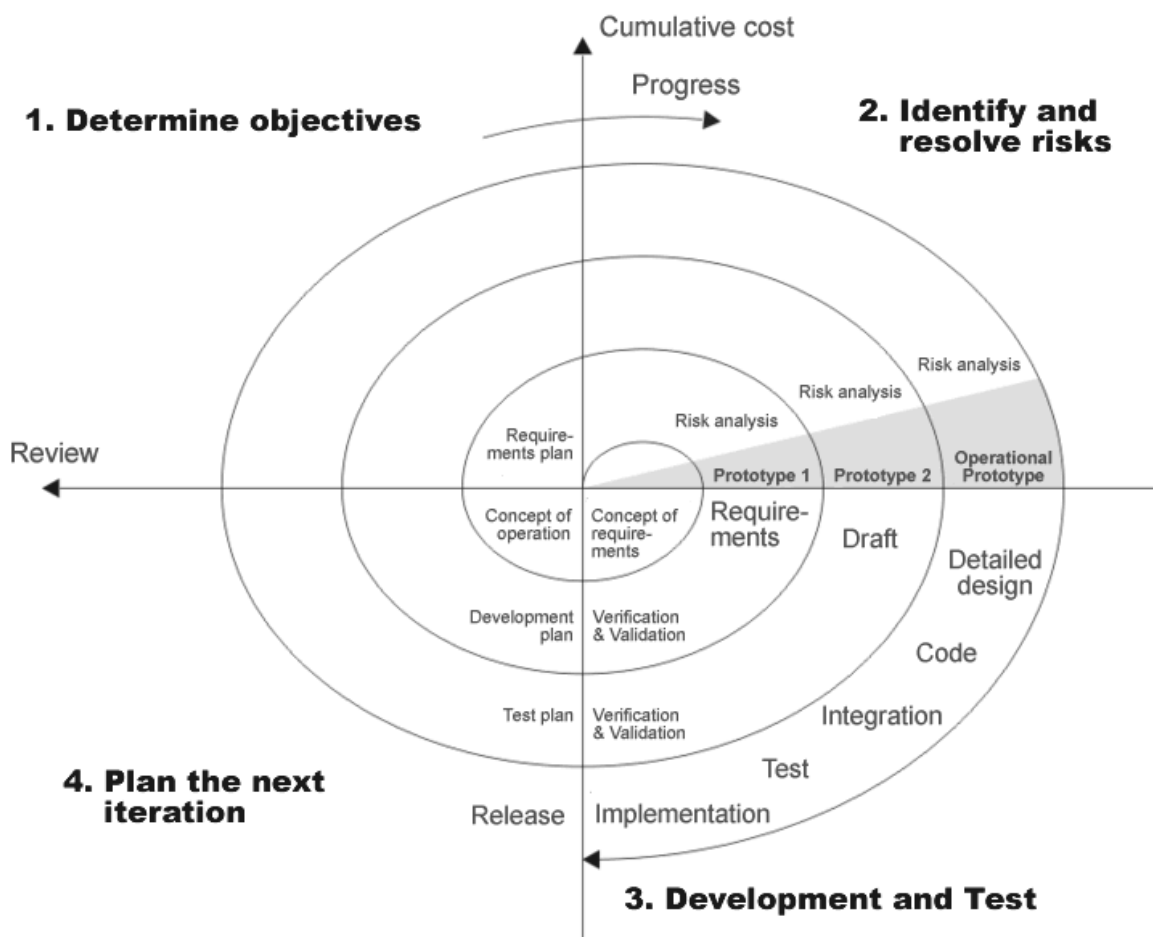 Cumulative cost
Progress
1. Determine objectives
2. Identify and
resolve risks
Risk analysis
Risk analysis
Risk analysis
Require-
ments plan
Review
Prototype 1
Prototype 2
Operational
Prototype
Concept of
operation
Concept of
require-
ments
Require-
ments
Draft
Detailed
design
Development
plan
Verification
& Validation
Code
Test plan
Verification
& Validation
Integration
Test
4. Plan the next
iteration
Release
Implementation
3. Development and Test